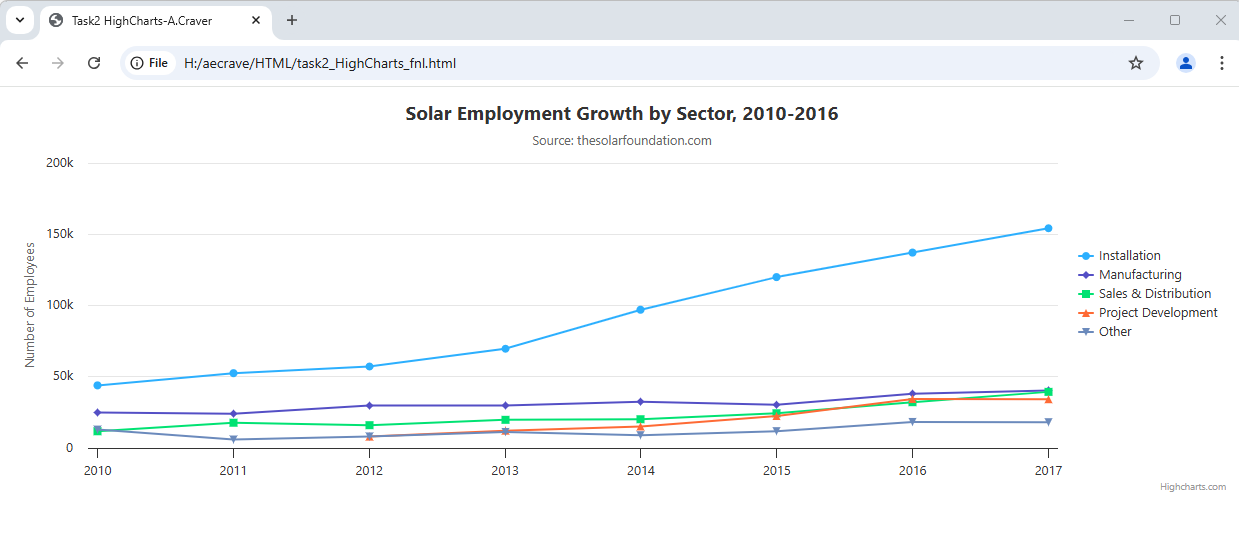 Task2 HighCharts-A.Craver
File H:/aecrave/HTML/task2_HighCharts_fnl.html
Solar Employment Growth by Sector, 2010-2016
Source: thesolarfoundation.com
Number of Employees
200k
150k
100k
50k
0
2010 2011 2012 2013 2014 2015 2016 2017
Installation
Manufacturing
Sales & Distribution
Project Development
Other
Highcharts.com